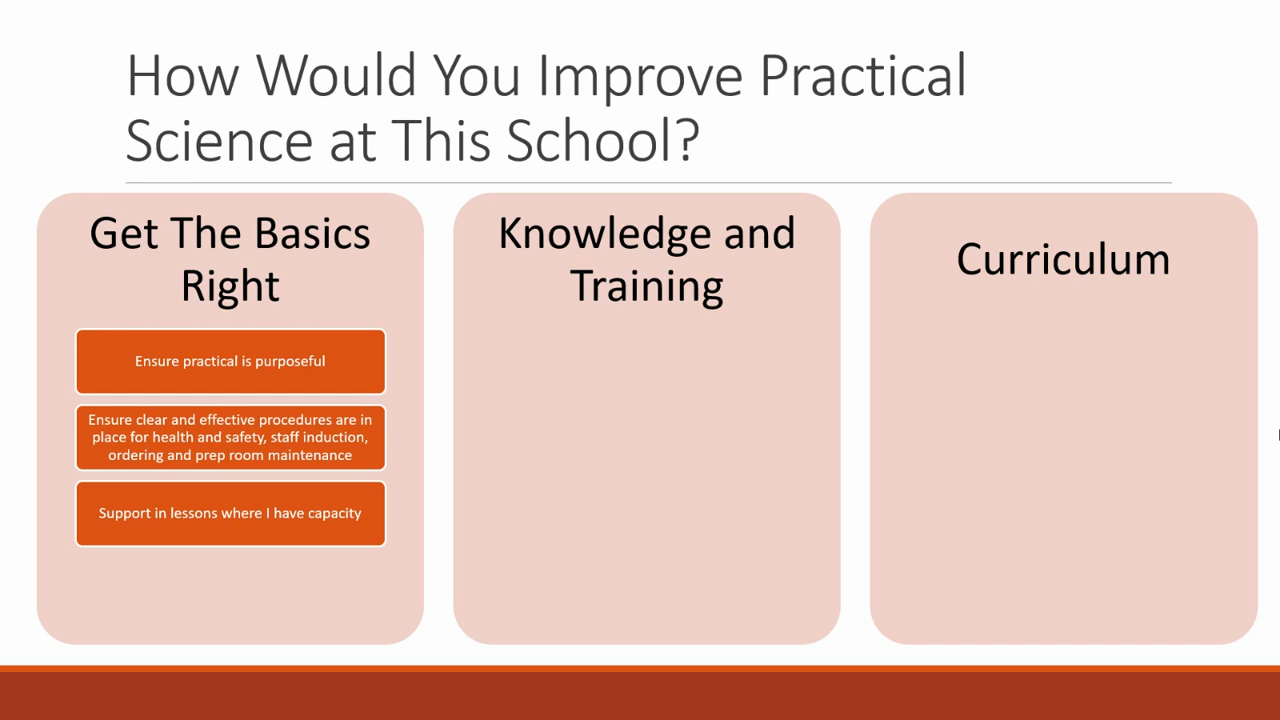 How Would You Improve Practical
Science at This School?
Get The Basics
Right
Ensure practical is purposeful
Ensure clear and effective procedures are in
place for health and safety, staff induction,
ordering and prep room maintenance
Support in lessons where I have capacity
Knowledge and
Training
Curriculum